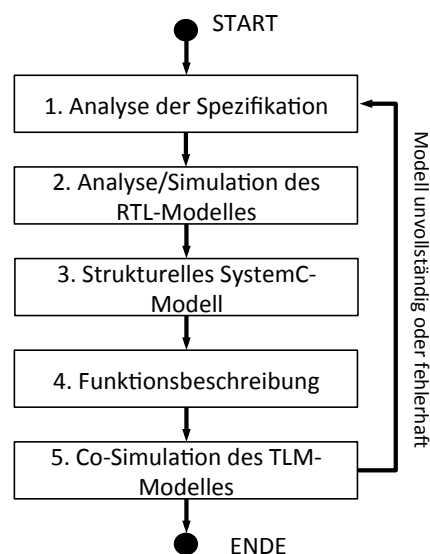 START
1. Analyse der Spezifikation
2. Analyse/Simulation des
RTL-Modelles
3. Strukturelles SystemC-
Modell
4. Funktionsbeschreibung
5. Co-Simulation des TLM-
Modelles
ENDE
Modell unvollständig oder fehlerhaft